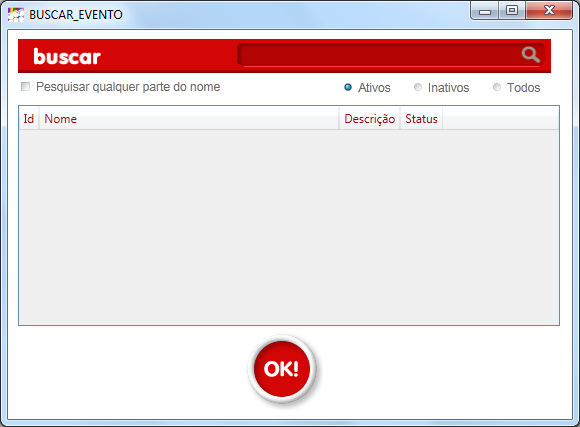 BUSCAR_EVENTO
buscar
Pesquisar qualquer parte do nome
Ativos
Inativos
Todos
Id Nome Descrição Status
OK!